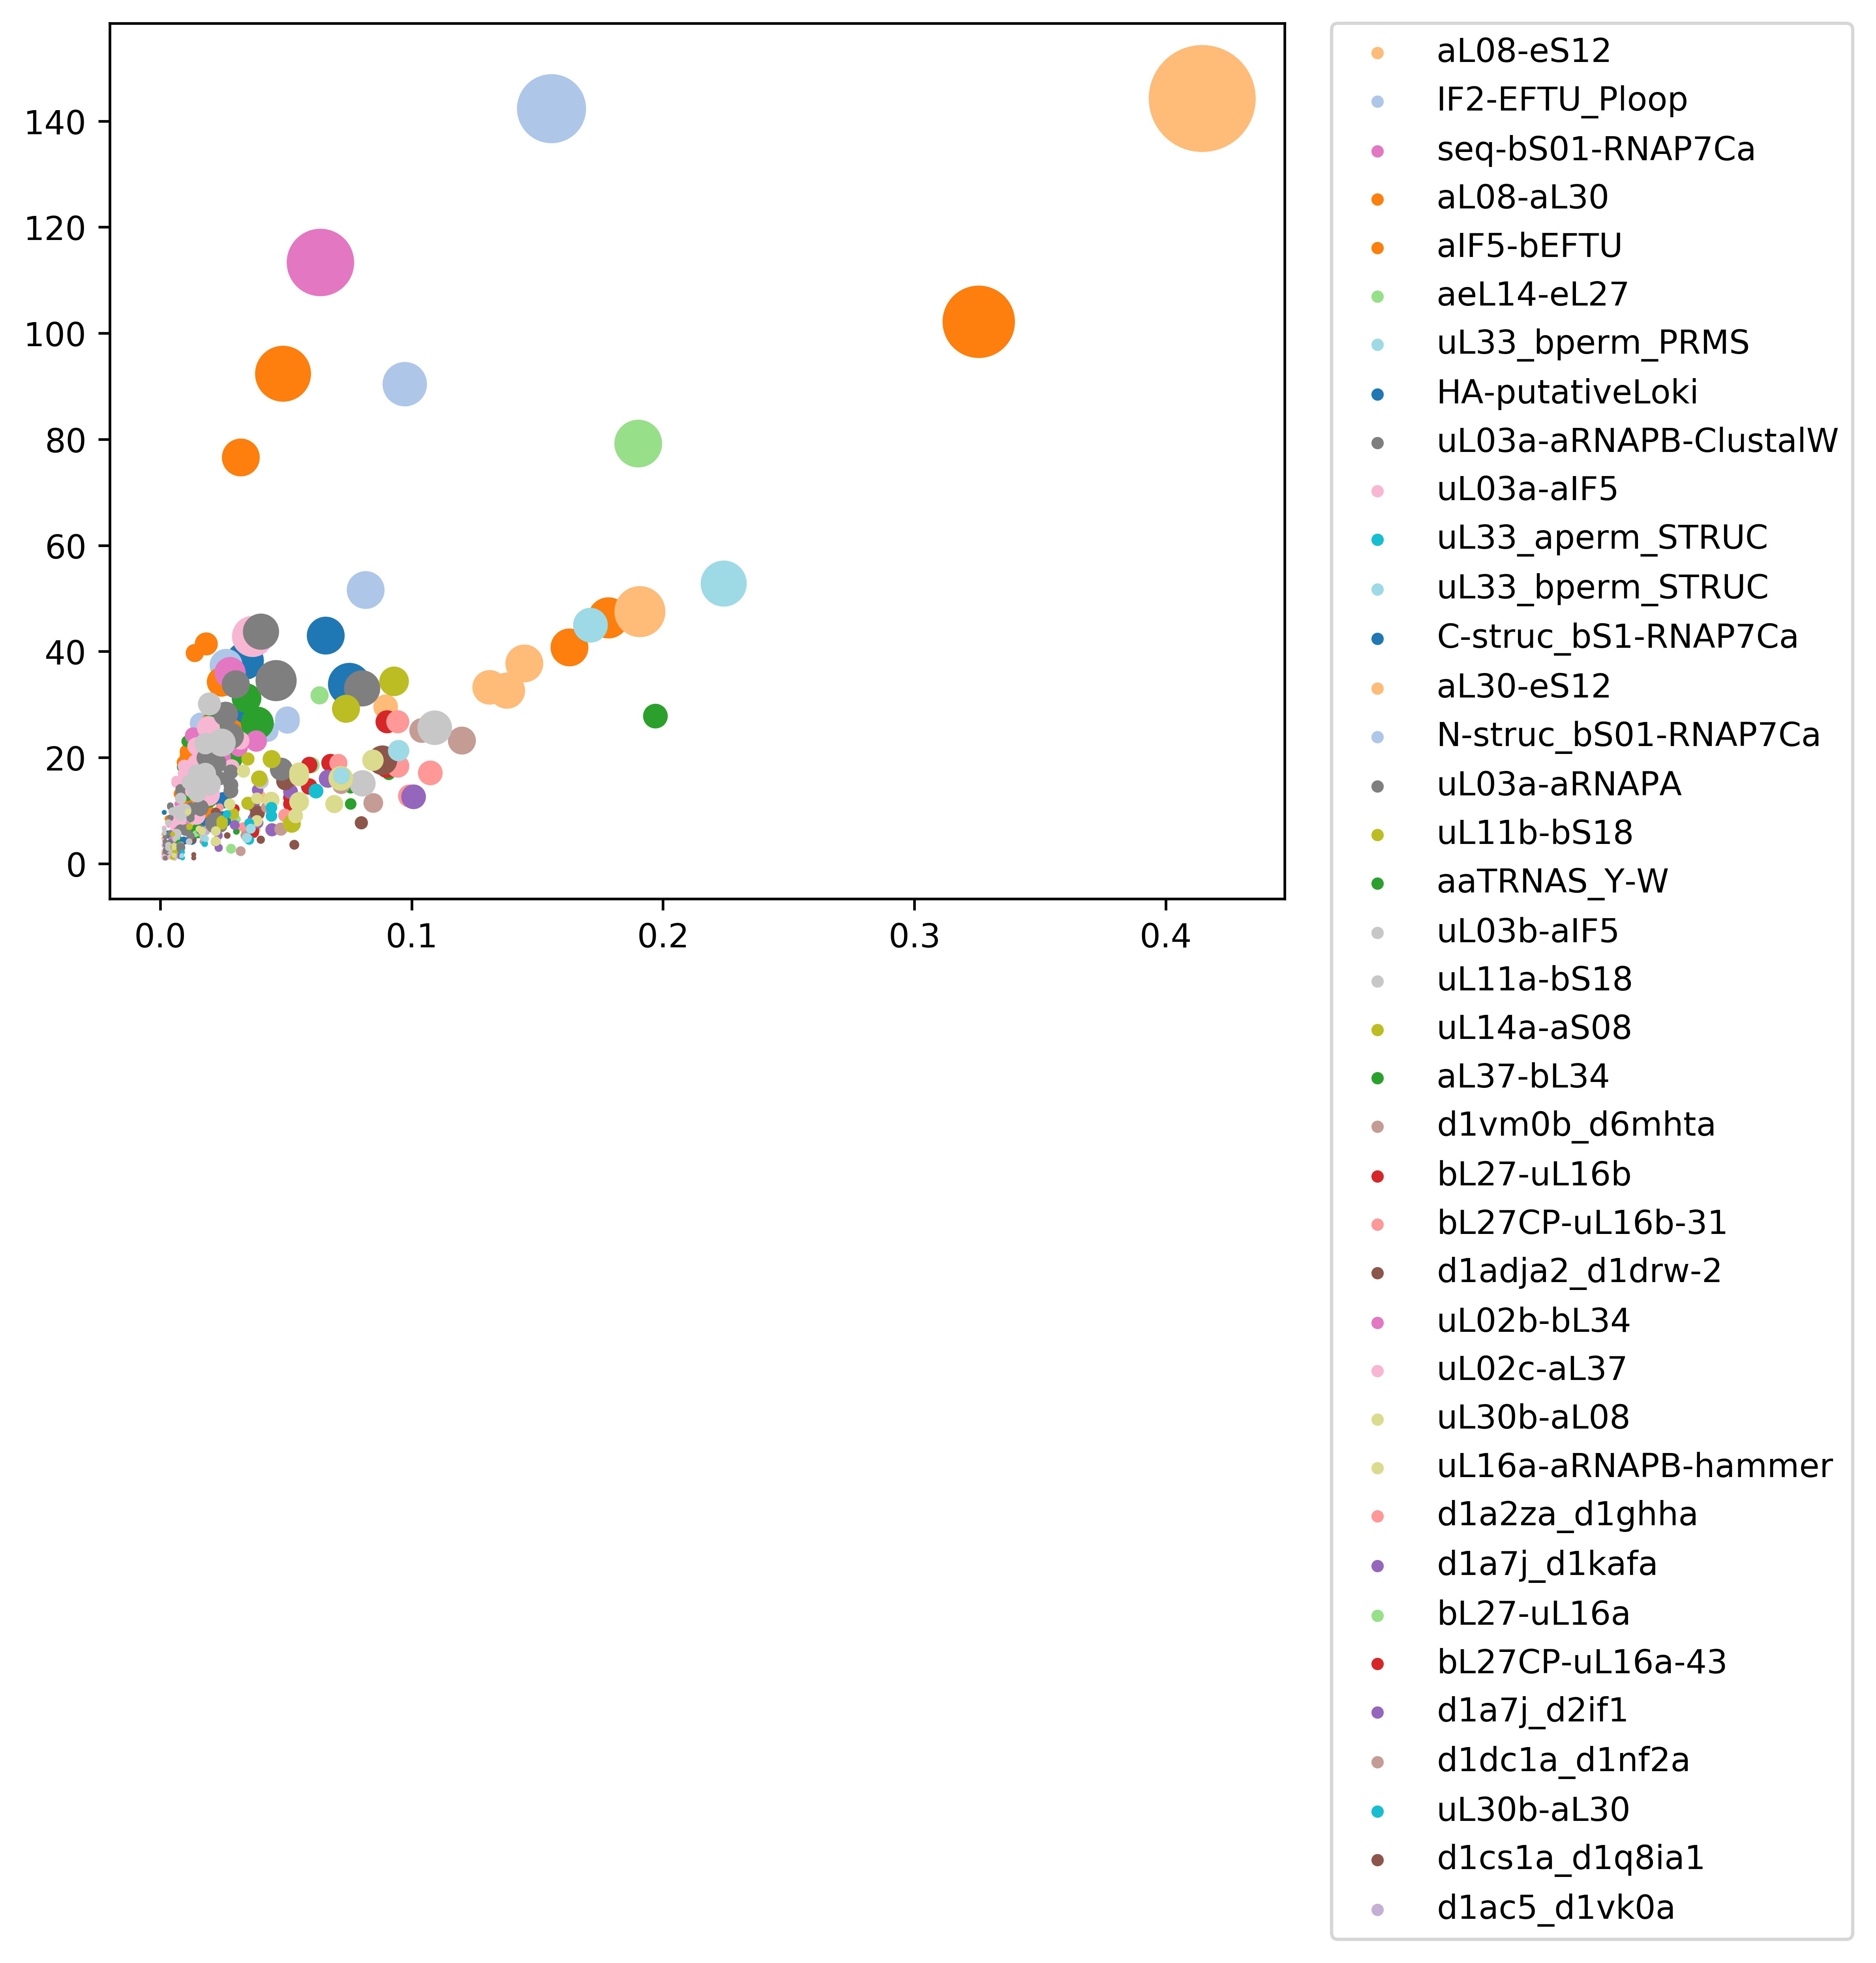 140
120
100
80
60
40
20
0
0.0 0.1 0.2 0.3 0.4
aL08-eS12
IF2-EFTU_Ploop
seq-bS01-RNAP7Ca
aL08-aL30
aIF5-bEFTU
aeL14-eL27
uL33_bperm_PRMS
HA-putativeLoki
uL03a-aRNAPB-ClustalW
uL03a-aIF5
uL33_aperm_STRUC
uL33_bperm_STRUC
C-struc_bS1-RNAP7Ca
aL30-eS12
N-struc_bS01-RNAP7Ca
uL03a-aRNAPA
uL11b-bS18
aaTRNAS_Y-W
uL03b-aIF5
uL11a-bS18
uL14a-aS08
aL37-bL34
d1vm0b_d6mhta
bL27-uL16b
bL27CP-uL16b-31
d1adja2_d1drw-2
uL02b-bL34
uL02c-aL37
uL30b-aL08
uL16a-aRNAPB-hammer
d1a2za_d1ghha
d1a7j_d1kafa
bL27-uL16a
bL27CP-uL16a-43
d1a7j_d2if1
d1dc1a_d1nf2a
uL30b-aL30
d1cs1a_d1q8ia1
d1ac5_d1vk0a